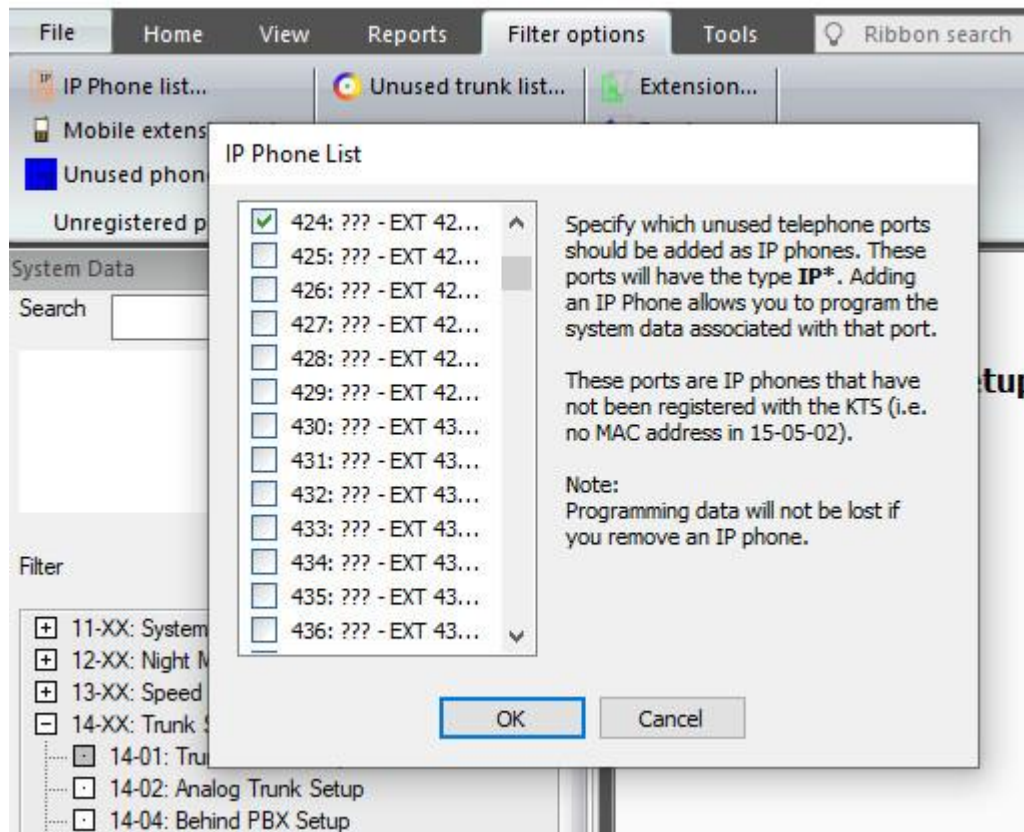 File Home View Reports Filter options Tools Ribbon search
IP Phone list... Unused trunk list... Extension...
Mobile extens
IP Phone List
Unused phon
Unregistered p
System Data
Search
424: ??? - EXT 42...
425: ??? - EXT 42...
426: ??? - EXT 42...
427: ??? - EXT 42...
428: ??? - EXT 42...
429: ??? - EXT 42...
430: ??? - EXT 43...
431: ??? - EXT 43...
432: ??? - EXT 43...
433: ??? - EXT 43...
434: ??? - EXT 43...
435: ??? - EXT 43...
436: ??? - EXT 43...
Specify which unused telephone ports
should be added as IP phones. These
ports will have the type IP*. Adding
an IP Phone allows you to program the
system data associated with that port.
These ports are IP phones that have
not been registered with the KTS (i.e.
no MAC address in 15-05-02).
Note:
Programming data will not be lost if
you remove an IP phone.
etup
OK Cancel
Filter
11-XX: System
12-XX: Night M
13-XX: Speed
14-XX: Trunk S
14-01: Tru
14-02: Analog Trunk Setup
14-04: Behind PBX Setup